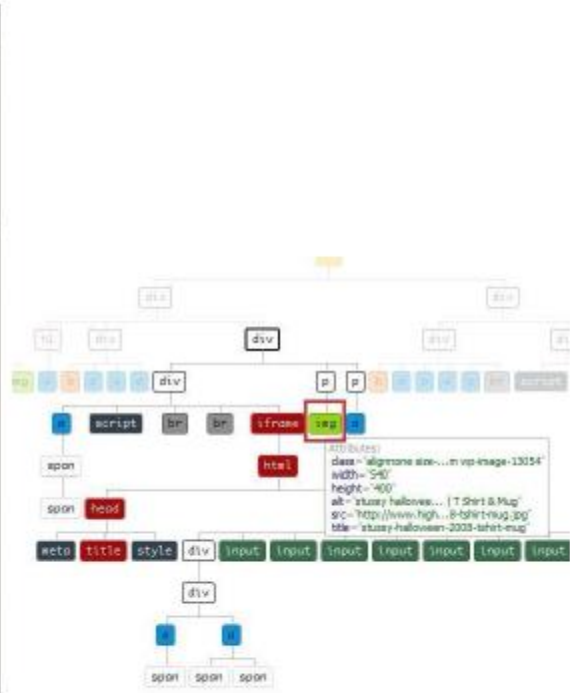 div div
h1 div div div
div p p
a script br br iframe img a
span html
Attributes:
class="alignnone size-...m wp-image-13054"
width="540"
height="400"
alt="stussy hallowee... | T Shirt & Mug"
src="http://www.high...8-tshirt-mug.jpg"
title="stussy-halloween-2008-tshirt-mug"
span head
meta title style div input input input input input input input
div
a a
span span span